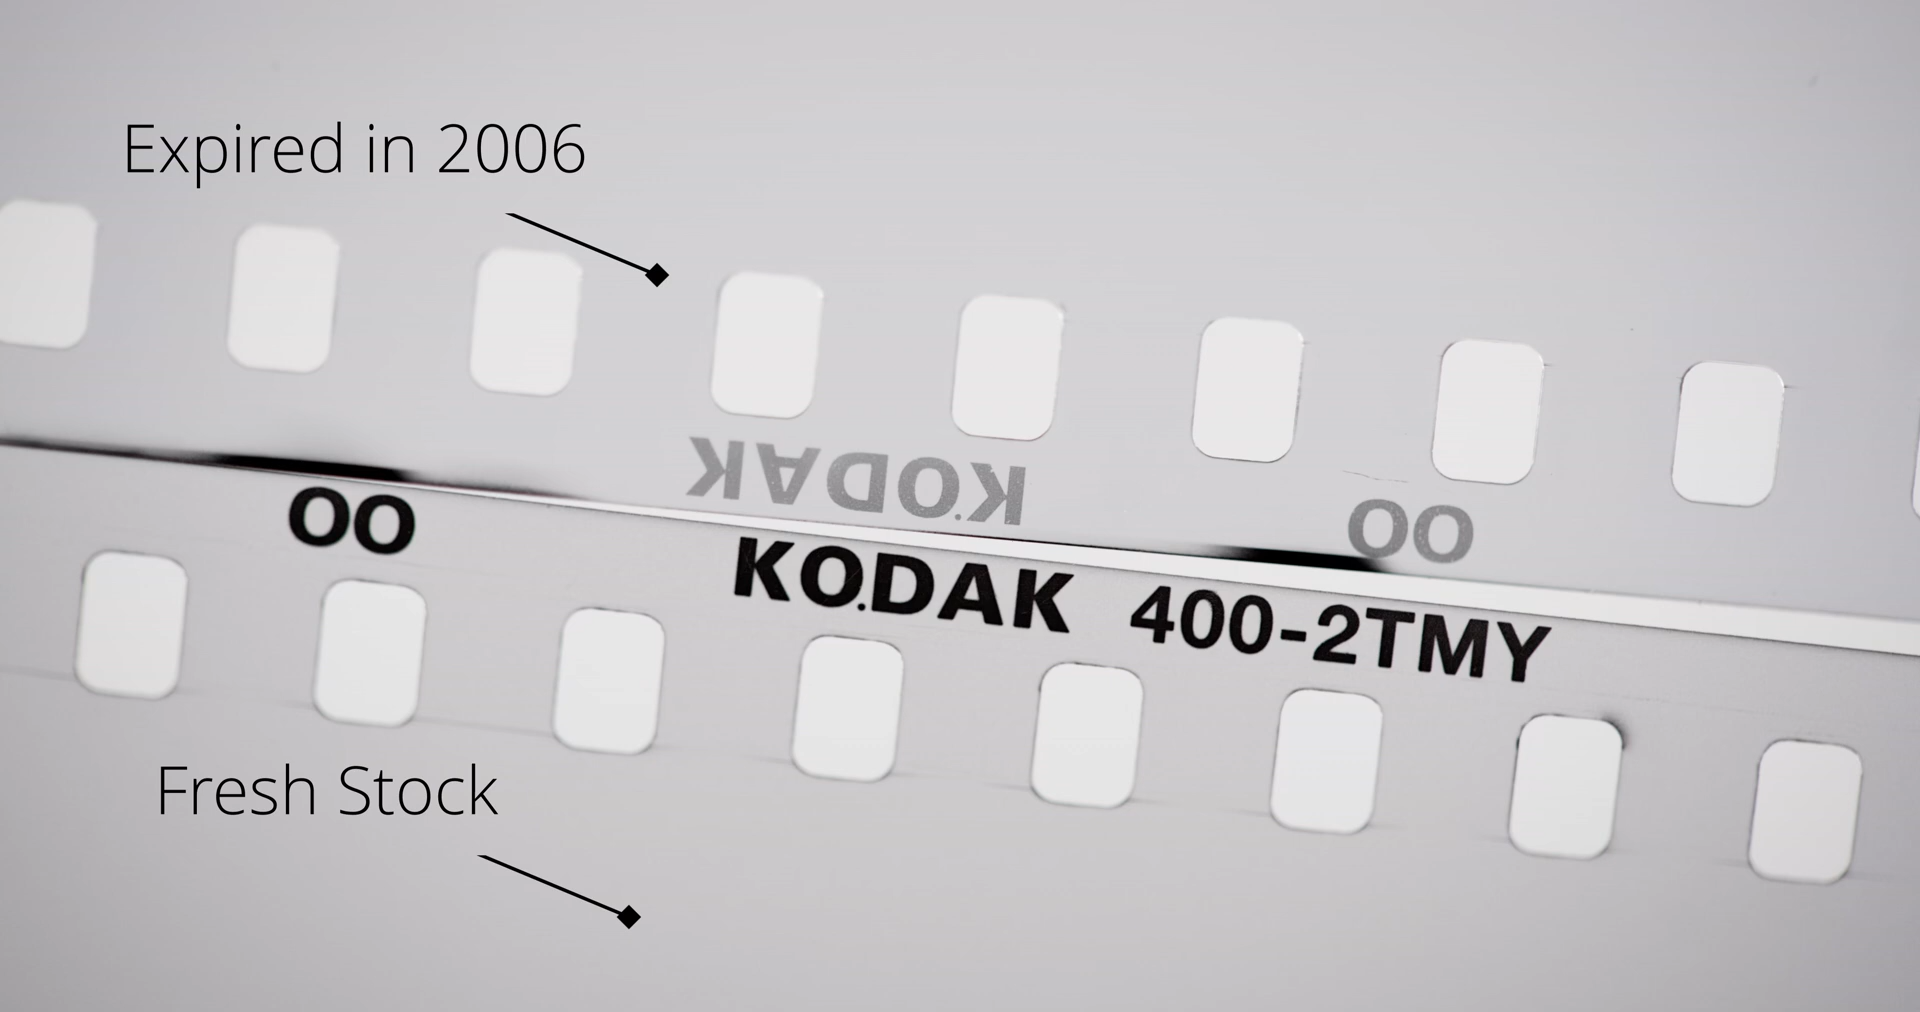 Expired in 2006
KODAK
OO
OO
KODAK 400-2TMY
Fresh Stock